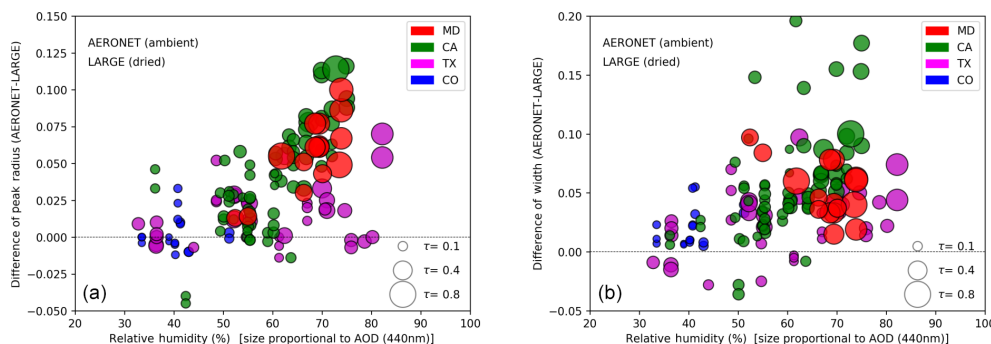 0.150
0.125
0.100
0.075
0.050
0.025
0.000
−0.025
−0.050
Difference of peak radius (AERONET-LARGE)
AERONET (ambient)
LARGE (dried)
MD
CA
TX
CO
τ= 0.1
τ= 0.4
τ= 0.8
(a)
20 30 40 50 60 70 80 90 100
Relative humidity (%) [size proportional to AOD (440nm)]
0.20
0.15
0.10
0.05
0.00
−0.05
Difference of width (AERONET-LARGE)
AERONET (ambient)
LARGE (dried)
MD
CA
TX
CO
τ= 0.1
τ= 0.4
τ= 0.8
(b)
20 30 40 50 60 70 80 90 100
Relative humidity (%) [size proportional to AOD (440nm)]